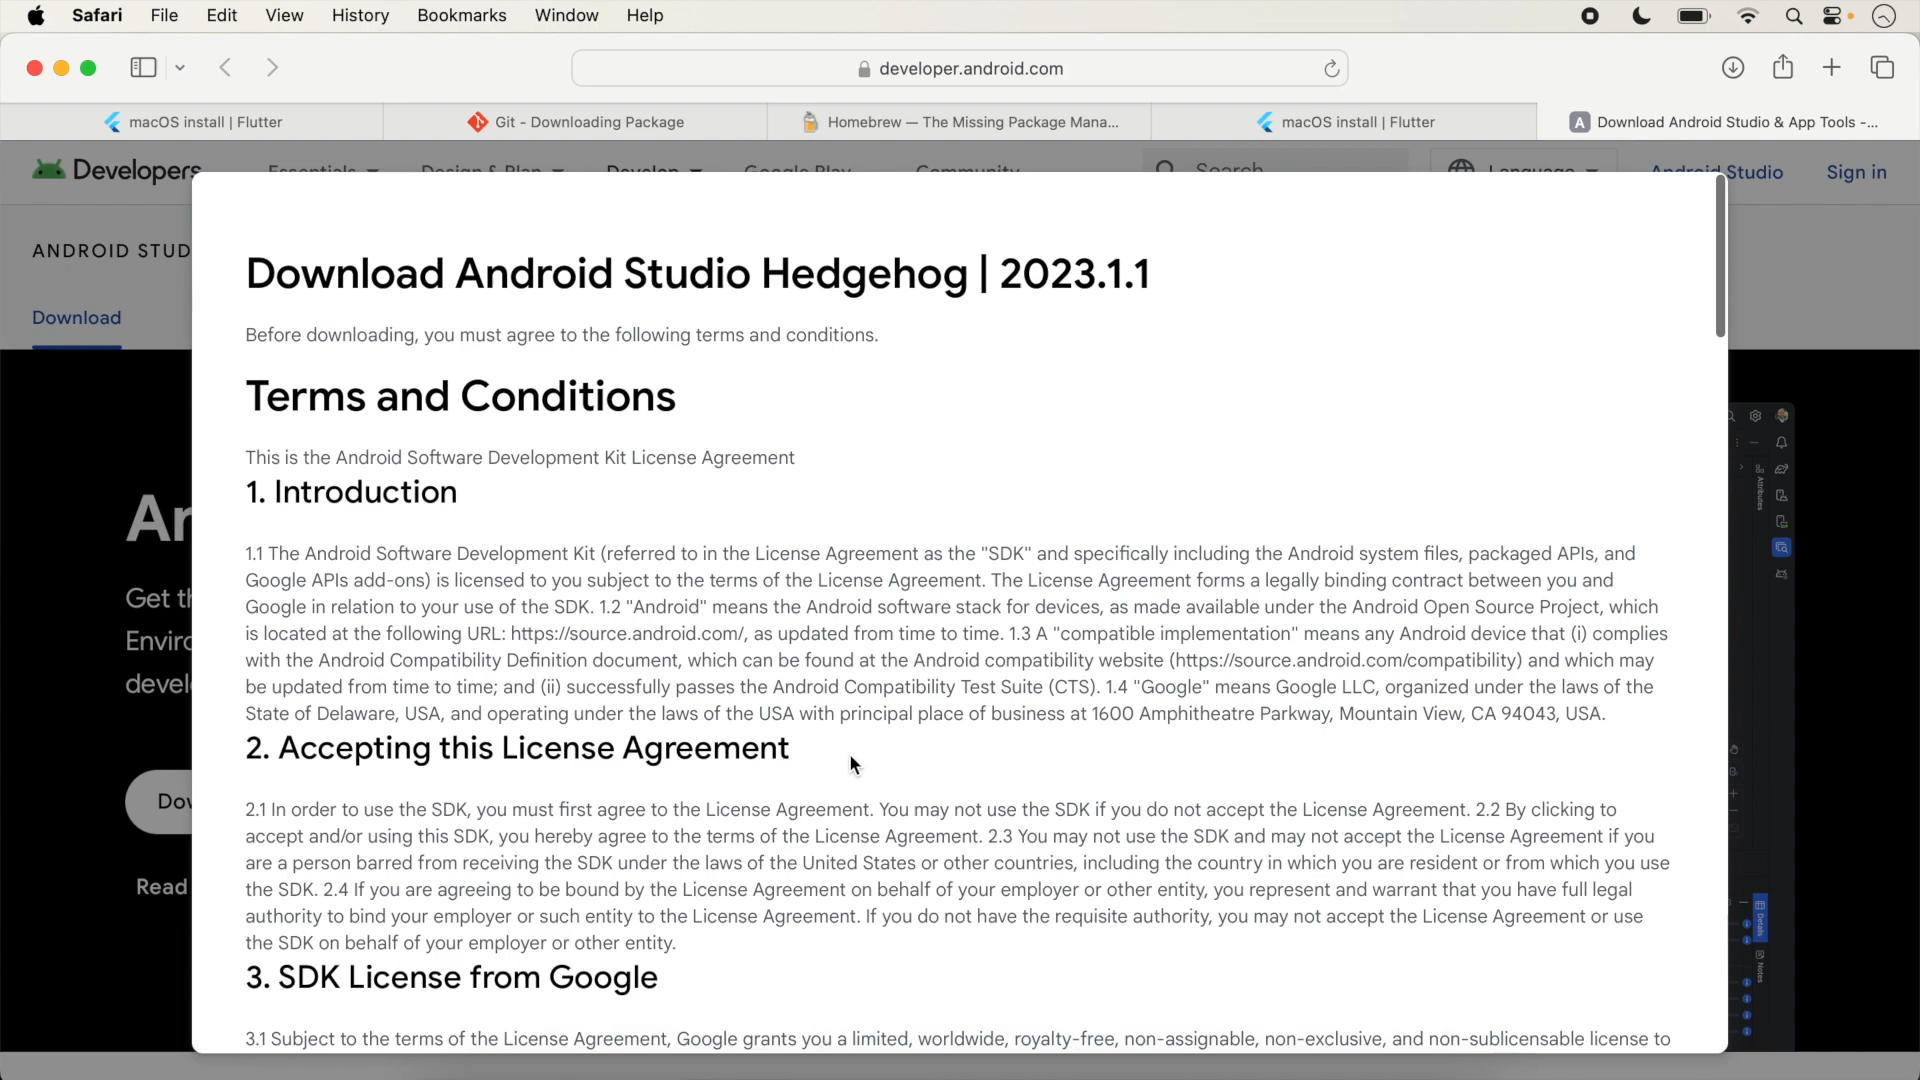 Safari File Edit View History Bookmarks Window Help
developer.android.com
macOS install | Flutter
Git - Downloading Package
Homebrew — The Missing Package Mana...
macOS install | Flutter
Download Android Studio & App Tools -...
Developers
Essentials Design & Plan Develop Google Play Community Search Language Android Studio Sign in
ANDROID STUD
Download
Download Android Studio Hedgehog | 2023.1.1
Before downloading, you must agree to the following terms and conditions.
Terms and Conditions
This is the Android Software Development Kit License Agreement
1. Introduction
1.1 The Android Software Development Kit (referred to in the License Agreement as the "SDK" and specifically including the Android system files, packaged APIs, and
Google APIs add-ons) is licensed to you subject to the terms of the License Agreement. The License Agreement forms a legally binding contract between you and
Google in relation to your use of the SDK. 1.2 "Android" means the Android software stack for devices, as made available under the Android Open Source Project, which
is located at the following URL: https://source.android.com/, as updated from time to time. 1.3 A "compatible implementation" means any Android device that (i) complies
with the Android Compatibility Definition document, which can be found at the Android compatibility website (https://source.android.com/compatibility) and which may
be updated from time to time; and (ii) successfully passes the Android Compatibility Test Suite (CTS). 1.4 "Google" means Google LLC, organized under the laws of the
State of Delaware, USA, and operating under the laws of the USA with principal place of business at 1600 Amphitheatre Parkway, Mountain View, CA 94043, USA.
2. Accepting this License Agreement
2.1 In order to use the SDK, you must first agree to the License Agreement. You may not use the SDK if you do not accept the License Agreement. 2.2 By clicking to
accept and/or using this SDK, you hereby agree to the terms of the License Agreement. 2.3 You may not use the SDK and may not accept the License Agreement if you
are a person barred from receiving the SDK under the laws of the United States or other countries, including the country in which you are resident or from which you use
the SDK. 2.4 If you are agreeing to be bound by the License Agreement on behalf of your employer or other entity, you represent and warrant that you have full legal
authority to bind your employer or such entity to the License Agreement. If you do not have the requisite authority, you may not accept the License Agreement or use
the SDK on behalf of your employer or other entity.
3. SDK License from Google
3.1 Subject to the terms of the License Agreement, Google grants you a limited, worldwide, royalty-free, non-assignable, non-exclusive, and non-sublicensable license to
An
Get th
Enviro
devel
Dow
Read
Attributes
Details
Notes